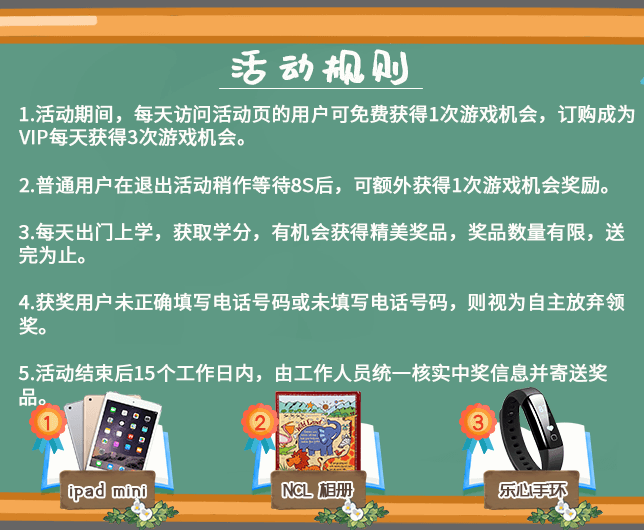 活动规则
1.活动期间，每天访问活动页的用户可免费获得1次游戏机会，订购成为
VIP每天获得3次游戏机会。
2.普通用户在退出活动稍作等待8S后，可额外获得1次游戏机会奖励。
3.每天出门上学，获取学分，有机会获得精美奖品，奖品数量有限，送
完为止。
4.获奖用户未正确填写电话号码或未填写电话号码，则视为自主放弃领
奖。
5.活动结束后15个工作日内，由工作人员统一核实中奖信息并寄送奖
品。
1
2
3
ipad mini
NCL 相册
乐心手环